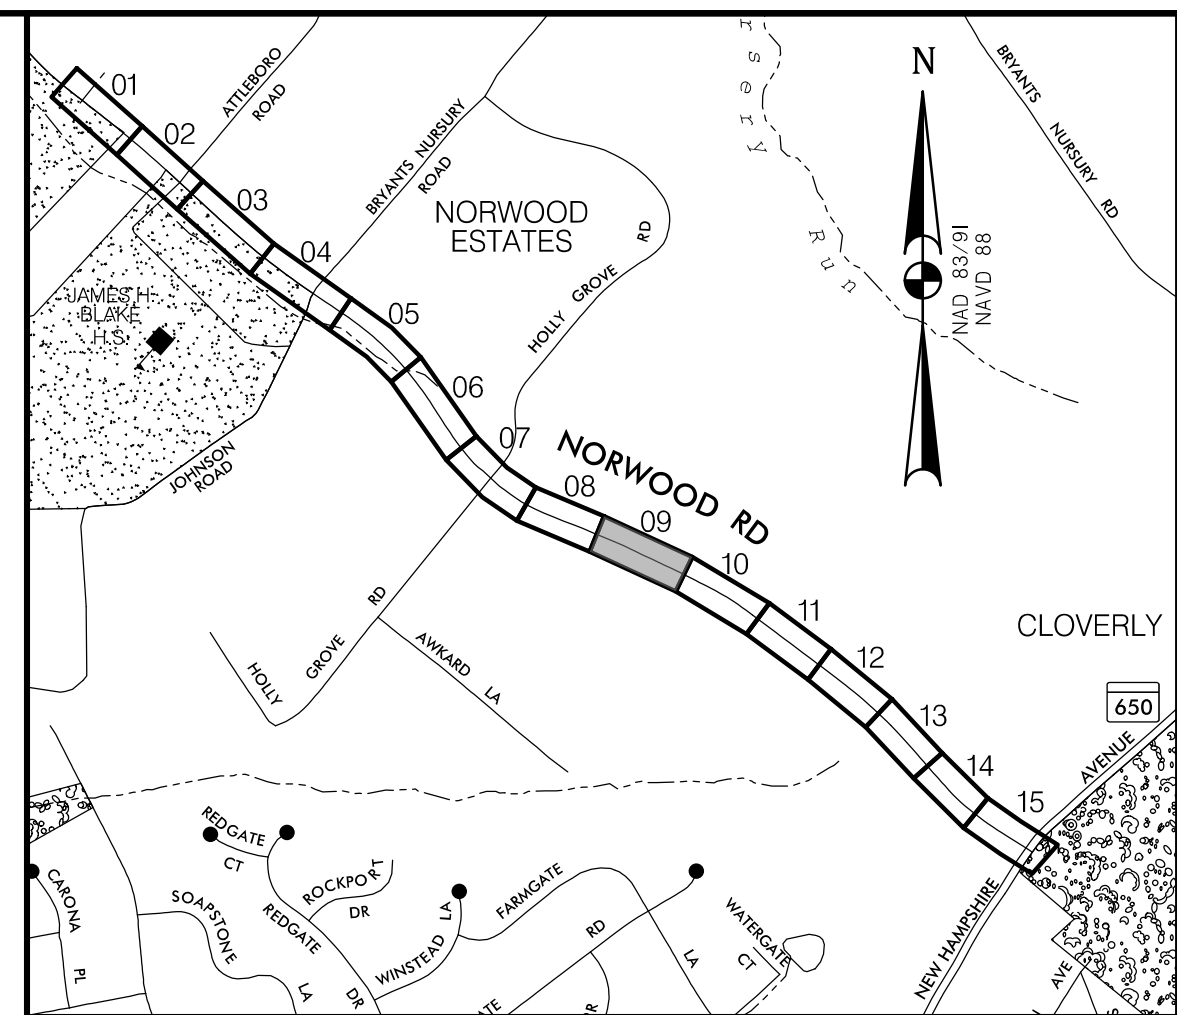 01
02
03
04
05
06
07
08
09
10
11
12
13
14
15
ATTLEBORO
ROAD
BRYANTS NURSURY
ROAD
NORWOOD
ESTATES
HOLLY GROVE RD
rsery
Run
N
NAD 83/91
NAVD 88
BRYANTS NURSURY RD
JAMES H.
BLAKE
H.S.
JOHNSON
ROAD
NORWOOD RD
HOLLY GROVE RD
AWKARD LA
CLOVERLY
650
AVENUE
NEW HAMPSHIRE
AVE
REDGATE
CT
ROCKPORT
DR
REDGATE
DR
SOAPSTONE
LA
WINSTEAD LA
FARMGATE
LA
RD
WATERGATE
CT
CARONA
PL